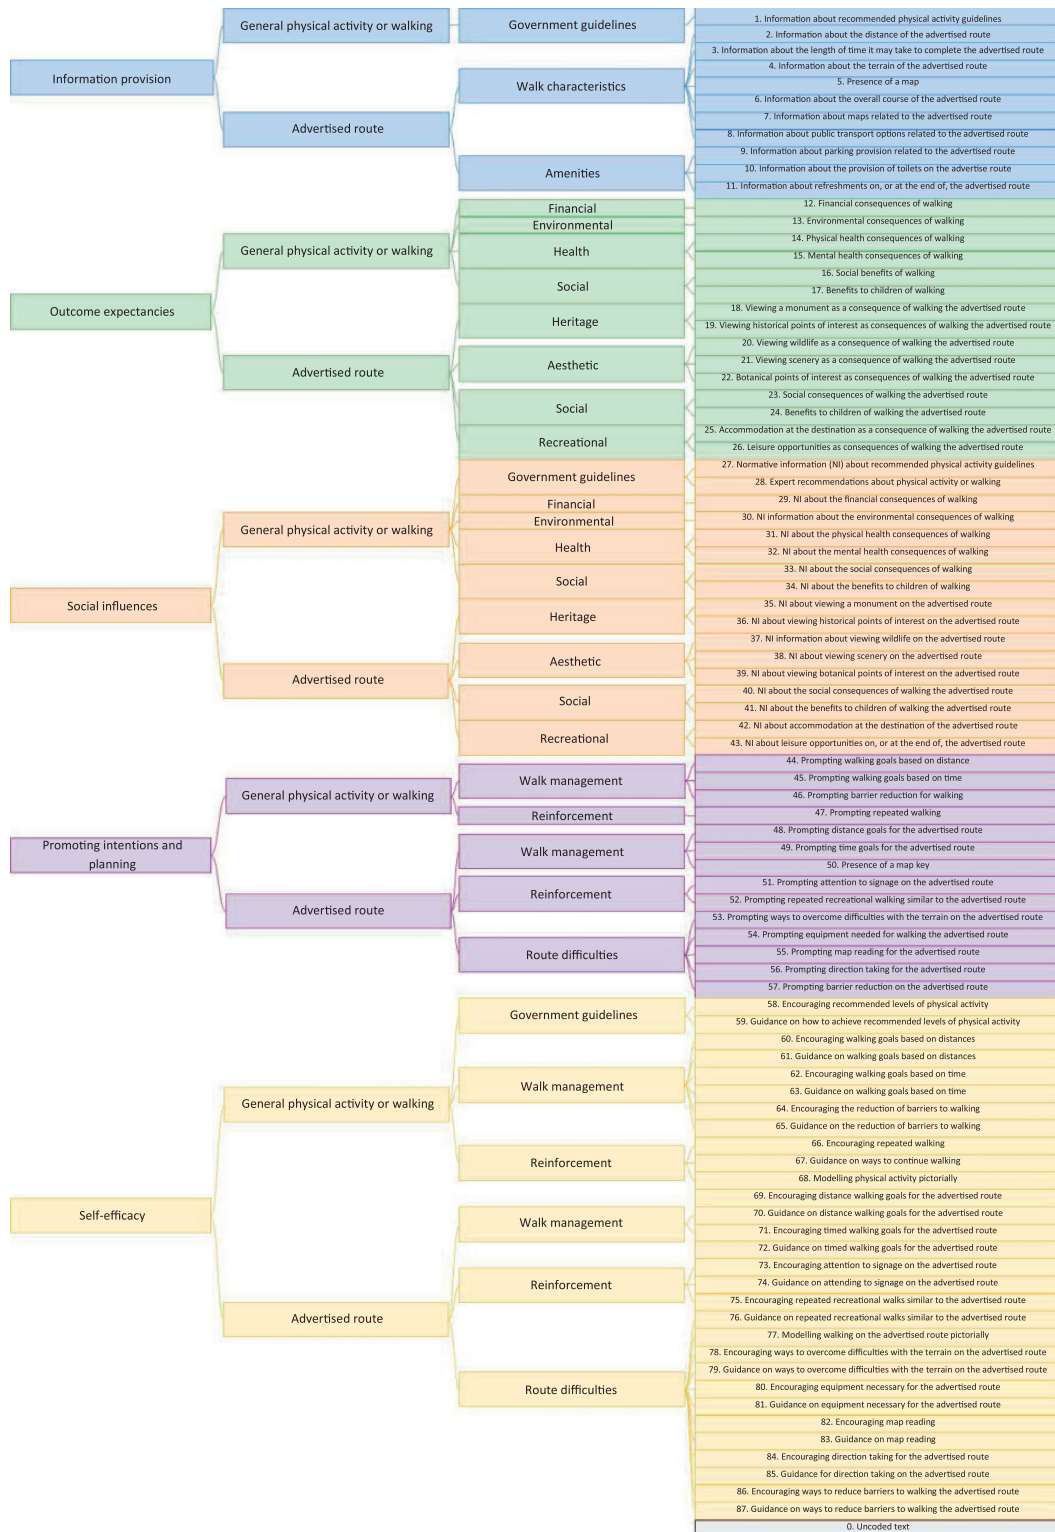 Information provision
General physical activity or walking
Government guidelines
1. Information about recommended physical activity guidelines
Advertised route
Walk characteristics
2. Information about the distance of the advertised route
3. Information about the length of time it may take to complete the advertised route
4. Information about the terrain of the advertised route
5. Presence of a map
6. Information about the overall course of the advertised route
7. Information about maps related to the advertised route
8. Information about public transport options related to the advertised route
Amenities
9. Information about parking provision related to the advertised route
10. Information about the provision of toilets on the advertise route
11. Information about refreshments on, or at the end of, the advertised route
Outcome expectancies
General physical activity or walking
Financial
12. Financial consequences of walking
Environmental
13. Environmental consequences of walking
Health
14. Physical health consequences of walking
15. Mental health consequences of walking
Social
16. Social benefits of walking
17. Benefits to children of walking
Advertised route
Heritage
18. Viewing a monument as a consequence of walking the advertised route
19. Viewing historical points of interest as consequences of walking the advertised route
Aesthetic
20. Viewing wildlife as a consequence of walking the advertised route
21. Viewing scenery as a consequence of walking the advertised route
22. Botanical points of interest as consequences of walking the advertised route
Social
23. Social consequences of walking the advertised route
24. Benefits to children of walking the advertised route
Recreational
25. Accommodation at the destination as a consequence of walking the advertised route
26. Leisure opportunities as consequences of walking the advertised route
Social influences
General physical activity or walking
Government guidelines
27. Normative information (NI) about recommended physical activity guidelines
28. Expert recommendations about physical activity or walking
Financial
29. NI about the financial consequences of walking
Environmental
30. NI information about the environmental consequences of walking
Health
31. NI about the physical health consequences of walking
32. NI about the mental health consequences of walking
Social
33. NI about the social consequences of walking
34. NI about the benefits to children of walking
Advertised route
Heritage
35. NI about viewing a monument on the advertised route
36. NI about viewing historical points of interest on the advertised route
Aesthetic
37. NI information about viewing wildlife on the advertised route
38. NI about viewing scenery on the advertised route
39. NI about viewing botanical points of interest on the advertised route
Social
40. NI about the social consequences of walking the advertised route
41. NI about the benefits to children of walking the advertised route
Recreational
42. NI about accommodation at the destination of the advertised route
43. NI about leisure opportunities on, or at the end of, the advertised route
Promoting intentions and
planning
General physical activity or walking
Walk management
44. Prompting walking goals based on distance
45. Prompting walking goals based on time
46. Prompting barrier reduction for walking
Reinforcement
47. Prompting repeated walking
Advertised route
Walk management
48. Prompting distance goals for the advertised route
49. Prompting time goals for the advertised route
50. Presence of a map key
Reinforcement
51. Prompting attention to signage on the advertised route
52. Prompting repeated recreational walking similar to the advertised route
Route difficulties
53. Prompting ways to overcome difficulties with the terrain on the advertised route
54. Prompting equipment needed for walking the advertised route
55. Prompting map reading for the advertised route
56. Prompting direction taking for the advertised route
57. Prompting barrier reduction on the advertised route
Self-efficacy
General physical activity or walking
Government guidelines
58. Encouraging recommended levels of physical activity
59. Guidance on how to achieve recommended levels of physical activity
Walk management
60. Encouraging walking goals based on distances
61. Guidance on walking goals based on distances
62. Encouraging walking goals based on time
63. Guidance on walking goals based on time
64. Encouraging the reduction of barriers to walking
65. Guidance on the reduction of barriers to walking
Reinforcement
66. Encouraging repeated walking
67. Guidance on ways to continue walking
68. Modelling physical activity pictorially
Advertised route
Walk management
69. Encouraging distance walking goals for the advertised route
70. Guidance on distance walking goals for the advertised route
71. Encouraging timed walking goals for the advertised route
72. Guidance on timed walking goals for the advertised route
Reinforcement
73. Encouraging attention to signage on the advertised route
74. Guidance on attending to signage on the advertised route
75. Encouraging repeated recreational walks similar to the advertised route
76. Guidance on repeated recreational walks similar to the advertised route
77. Modelling walking on the advertised route pictorially
Route difficulties
78. Encouraging ways to overcome difficulties with the terrain on the advertised route
79. Guidance on ways to overcome difficulties with the terrain on the advertised route
80. Encouraging equipment necessary for the advertised route
81. Guidance on equipment necessary for the advertised route
82. Encouraging map reading
83. Guidance on map reading
84. Encouraging direction taking for the advertised route
85. Guidance for direction taking on the advertised route
86. Encouraging ways to reduce barriers to walking the advertised route
87. Guidance on ways to reduce barriers to walking the advertised route
0. Uncoded text